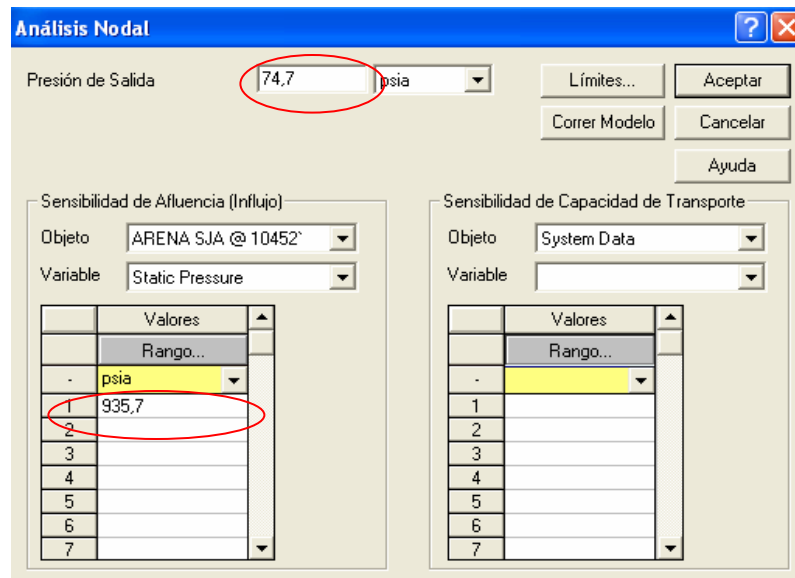 Análisis Nodal
Presión de Salida 74,7 psia Límites... Aceptar
Correr Modelo Cancelar
Ayuda
Sensibilidad de Afluencia (Influjo)
Objeto ARENA SJA @ 10452`
Variable Static Pressure
Valores
Rango...
- psia
1 935,7
2
3
4
5
6
7
Sensibilidad de Capacidad de Transporte
Objeto System Data
Variable
Valores
Rango...
-
1
2
3
4
5
6
7